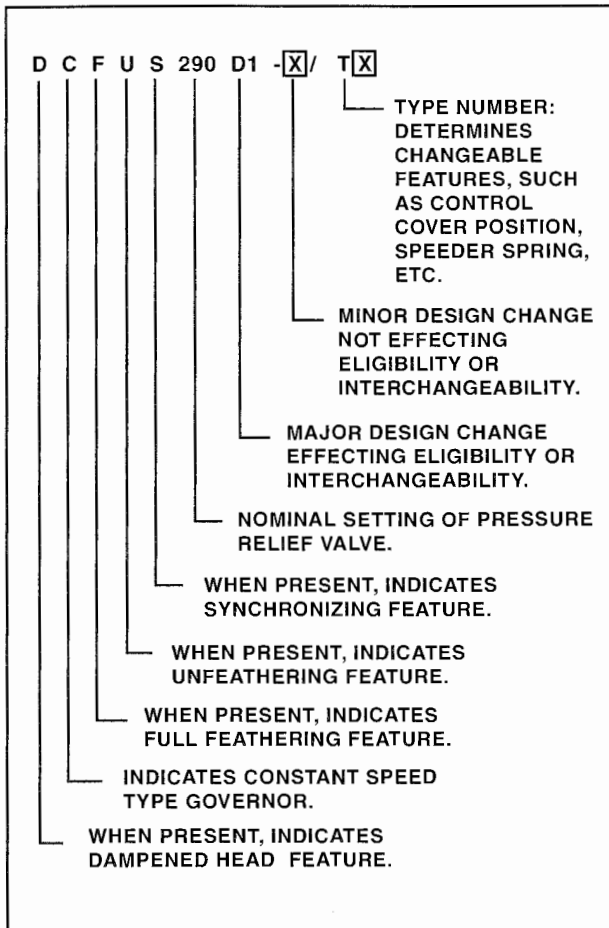 D C F U S 290 D1 -X/ TX
TYPE NUMBER:
DETERMINES
CHANGEABLE
FEATURES, SUCH
AS CONTROL
COVER POSITION,
SPEEDER SPRING,
ETC.
MINOR DESIGN CHANGE
NOT EFFECTING
ELIGIBILITY OR
INTERCHANGEABILITY.
MAJOR DESIGN CHANGE
EFFECTING ELIGIBILITY OR
INTERCHANGEABILITY.
NOMINAL SETTING OF PRESSURE
RELIEF VALVE.
WHEN PRESENT, INDICATES
SYNCHRONIZING FEATURE.
WHEN PRESENT, INDICATES
UNFEATHERING FEATURE.
WHEN PRESENT, INDICATES
FULL FEATHERING FEATURE.
INDICATES CONSTANT SPEED
TYPE GOVERNOR.
WHEN PRESENT, INDICATES
DAMPENED HEAD FEATURE.